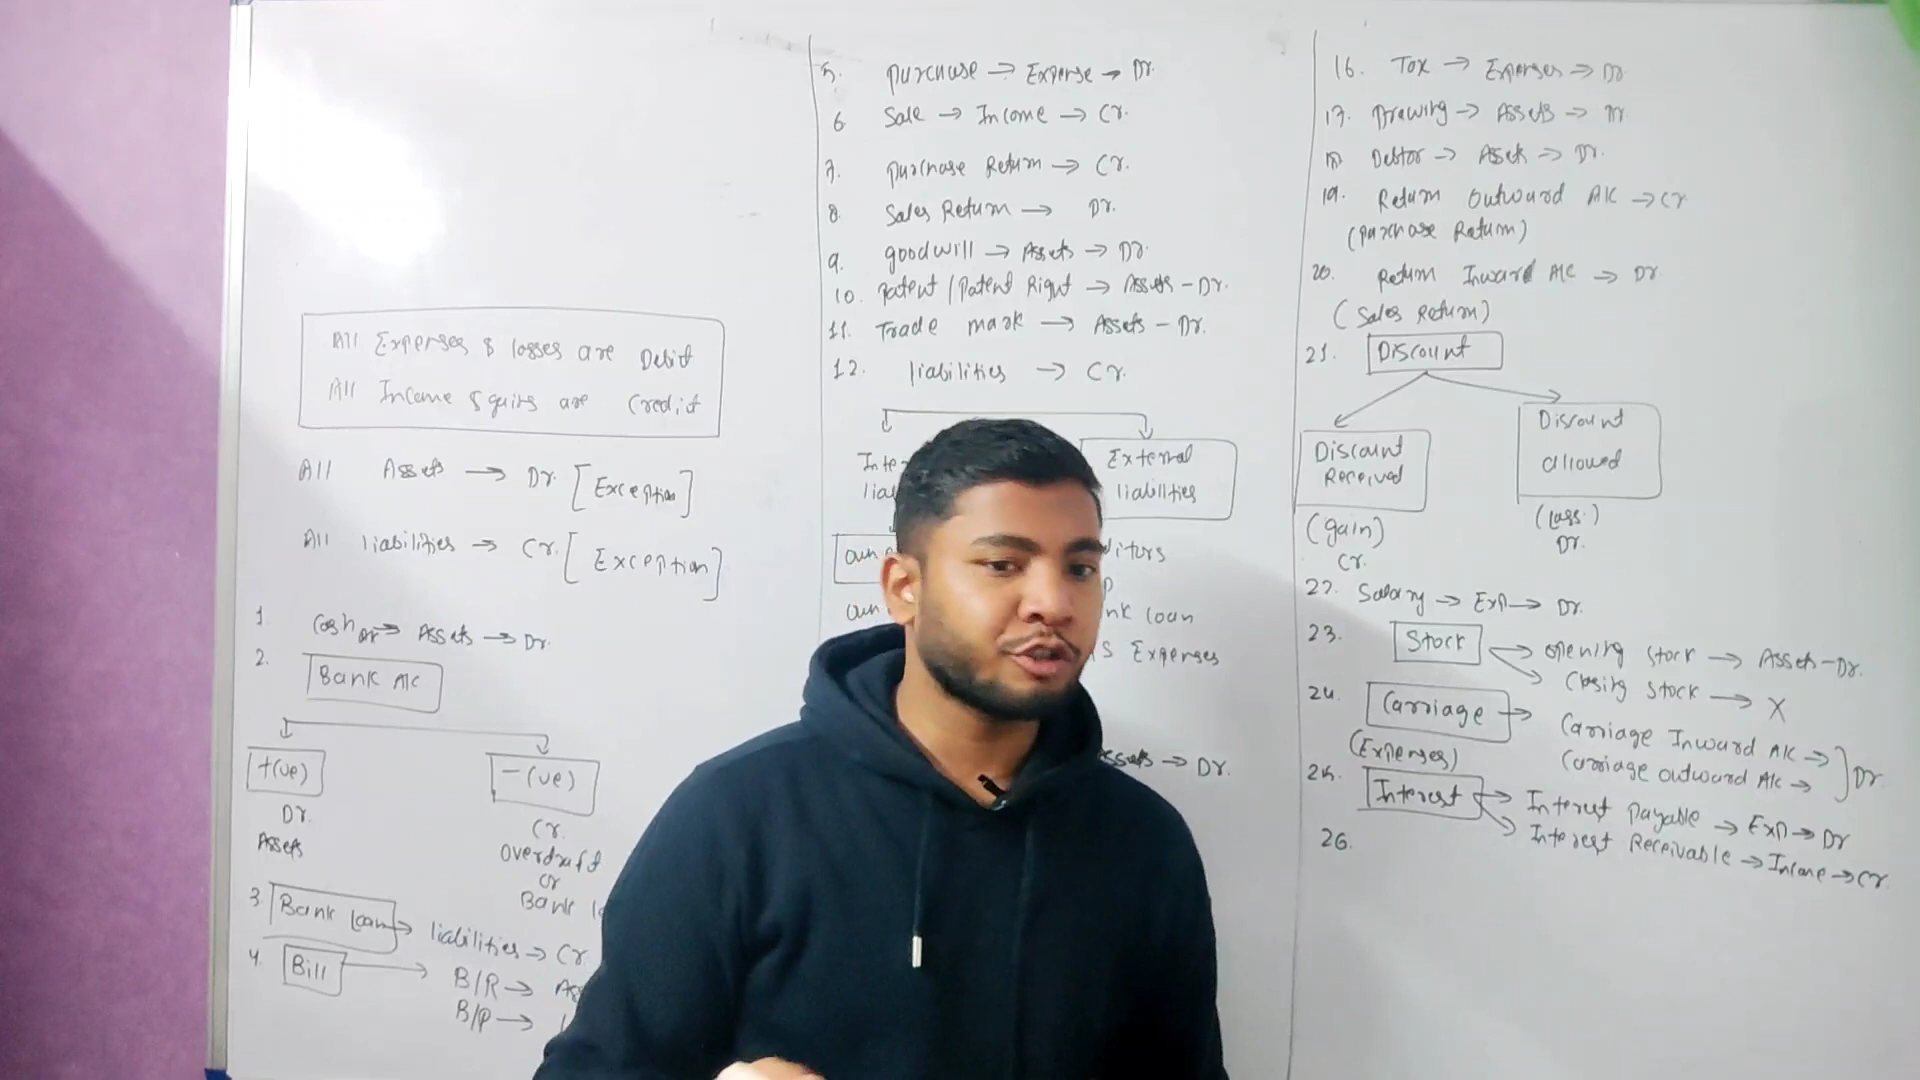 All Expenses & losses are Debit
All Income & gains are Credit
All Assets → Dr. [Exception]
All liabilities → Cr. [Exception]
1. Cash → Assets → Dr.
2. Bank A/C
+(ve)
Dr.
Assets
-(ve)
Cr.
Overdraft
or
Bank
3. Bank loan → liabilities → Cr.
4. Bill → B/R →
B/P →
5. purchase → Expense → Dr.
6 Sale → Income → Cr.
7. purchase Return → Cr.
8. Sales Return → Dr.
9. goodwill → Assets → Dr.
10. Patent / Patent Right → Assets - Dr.
11. Trade mark → Assets - Dr.
12. liabilities → Cr.
External
liabilities
loan
Expenses
→ Dr.
16. Tax → Expenses → Dr
17. Drawing → Assets → Dr
18 Debtor → Assets → Dr.
19. Return Outward A/C → Cr
(purchase Return)
20. Return Inward A/C → Dr
(Sales Return)
21. Discount
Discount
Received
(gain)
Cr.
Discount
allowed
(loss.)
Dr.
22. Salary → Exp → Dr.
23. Stock → opening stock → Assets - Dr.
→ Closing Stock → X
24. Carriage → Carriage Inward A/C →
(Expenses) Carriage outward A/C → ] Dr
25. Interest → Interest Payable → Exp → Dr
→ Interest Receivable → Income → Cr.
26.